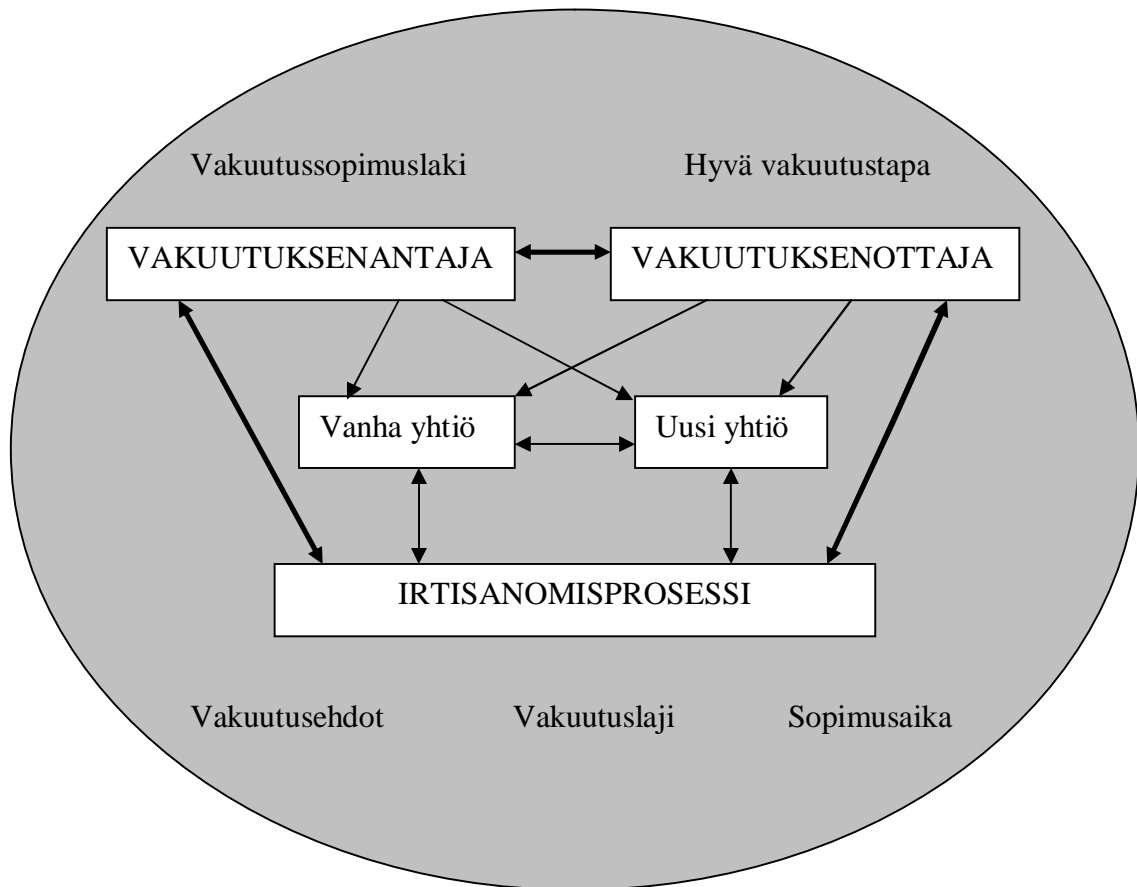 Vakuutussopimuslaki
Hyvä vakuutustapa
VAKUUTUKSENANTAJA
VAKUUTUKSENOTTAJA
Vanha yhtiö
Uusi yhtiö
IRTISANOMISPROSESSI
Vakuutusehdot
Vakuutuslaji
Sopimusaika